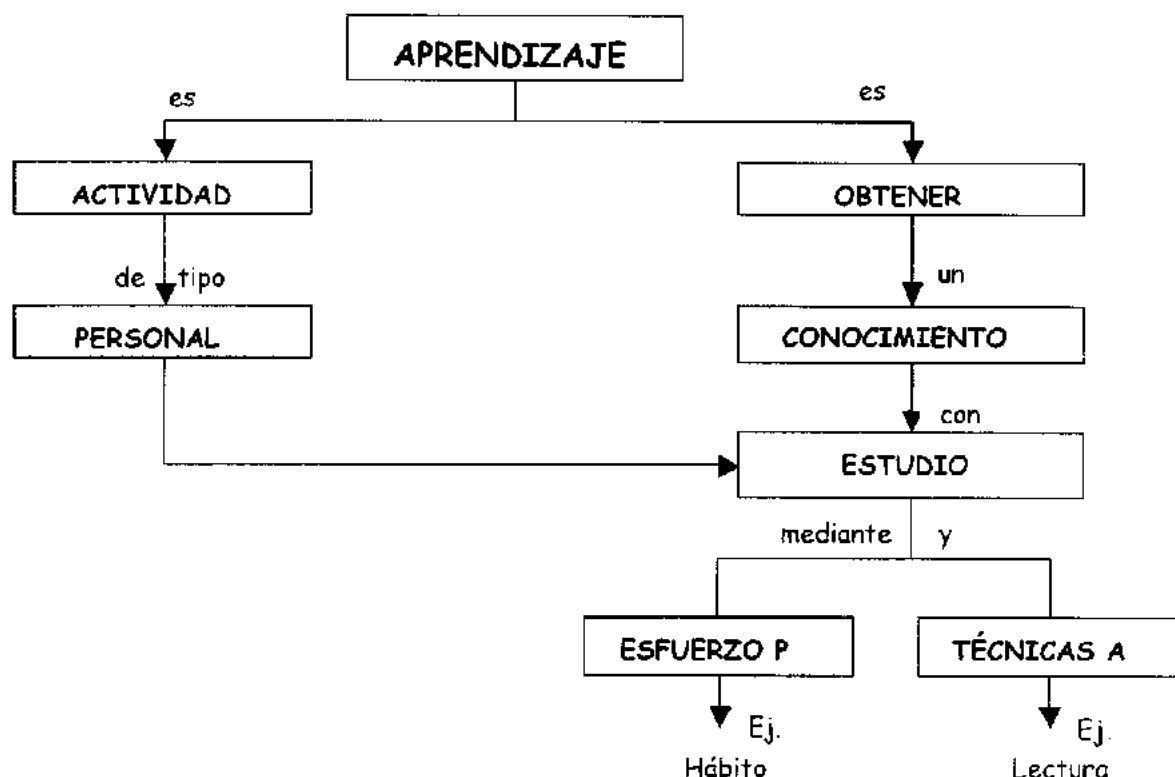 APRENDIZAJE
es es
ACTIVIDAD OBTENER
de tipo un
PERSONAL CONOCIMIENTO
con
ESTUDIO
mediante y
ESFUERZO P TÉCNICAS A
Ej. Ej.
Hábito Lectura